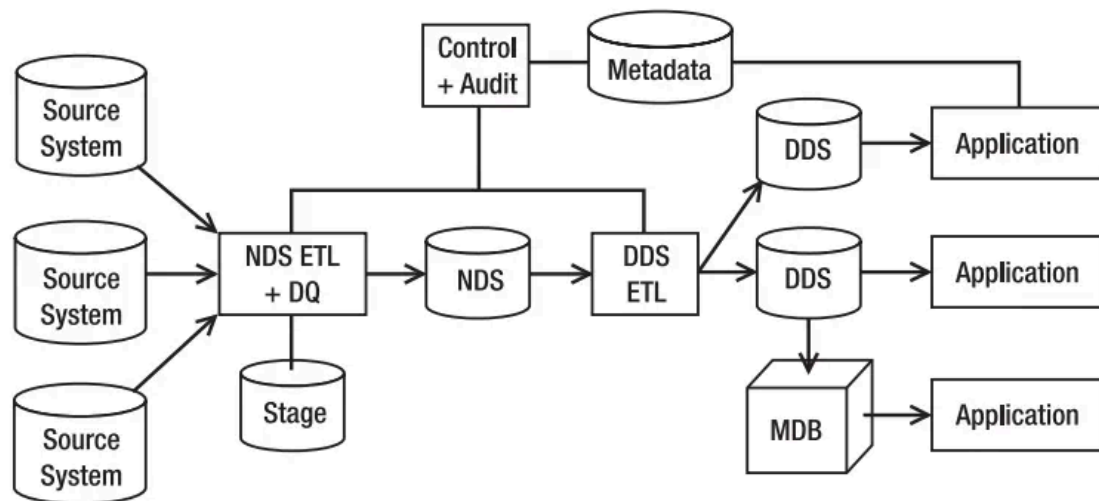 Control
+ Audit
Metadata
Source
System
DDS
Application
Source
System
NDS ETL
+ DQ
NDS
DDS
ETL
DDS
Application
Stage
Source
System
MDB
Application